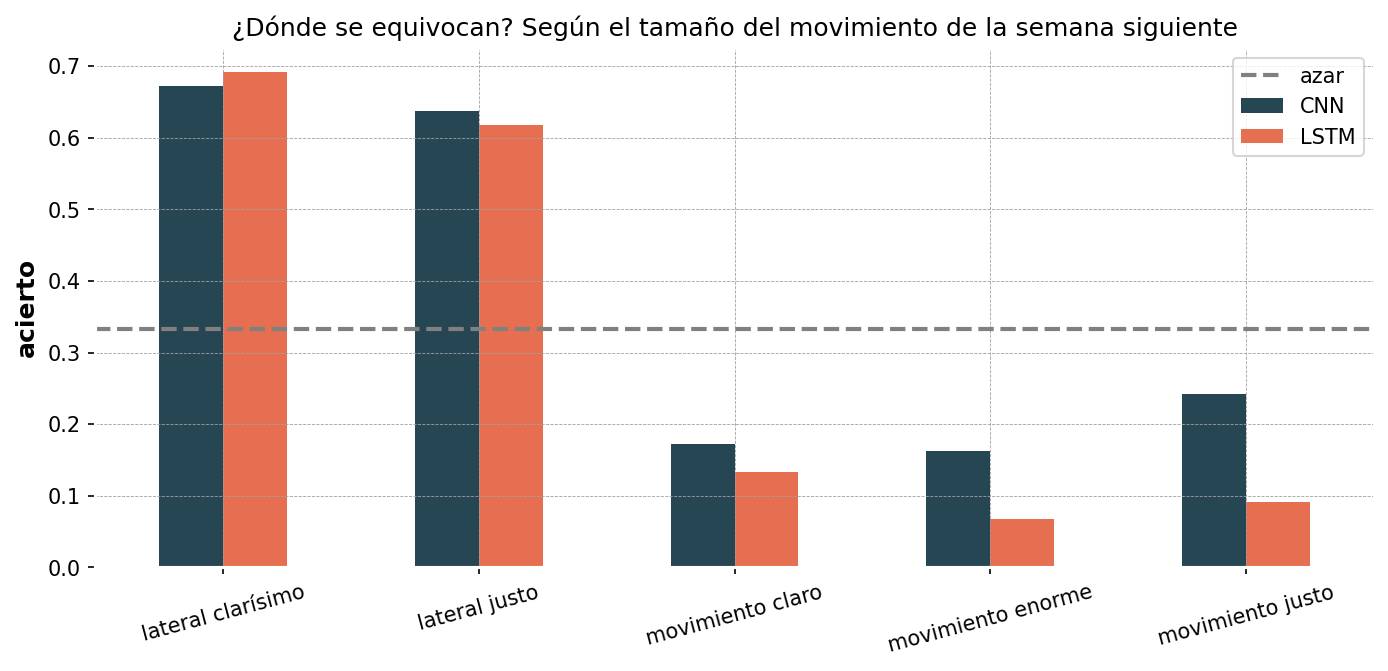 ¿Dónde se equivocan? Según el tamaño del movimiento de la semana siguiente
azar
CNN
LSTM
acierto
0.7
0.6
0.5
0.4
0.3
0.2
0.1
0.0
lateral clarísimo
lateral justo
movimiento claro
movimiento enorme
movimiento justo